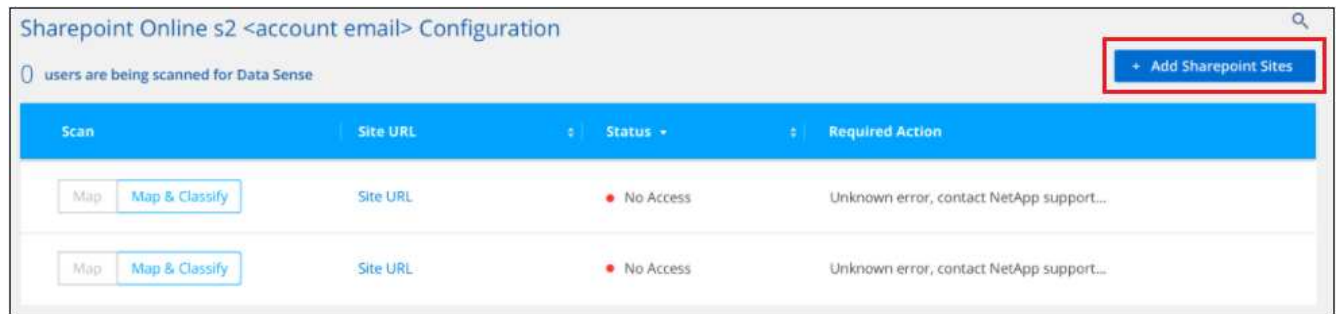 Sharepoint Online s2 <account email> Configuration
0 users are being scanned for Data Sense
+ Add Sharepoint Sites
Scan Site URL Status Required Action
Map Map & Classify Site URL No Access Unknown error, contact NetApp support...
Map Map & Classify Site URL No Access Unknown error, contact NetApp support...